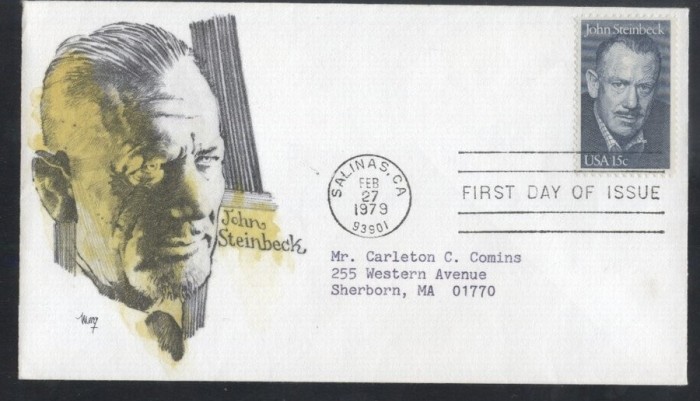 John Steinbeck
USA 15c
SALINAS, CA
FEB
27
1979
93901
FIRST DAY OF ISSUE
John
Steinbeck
Mr. Carleton C. Comins
255 Western Avenue
Sherborn, MA 01770